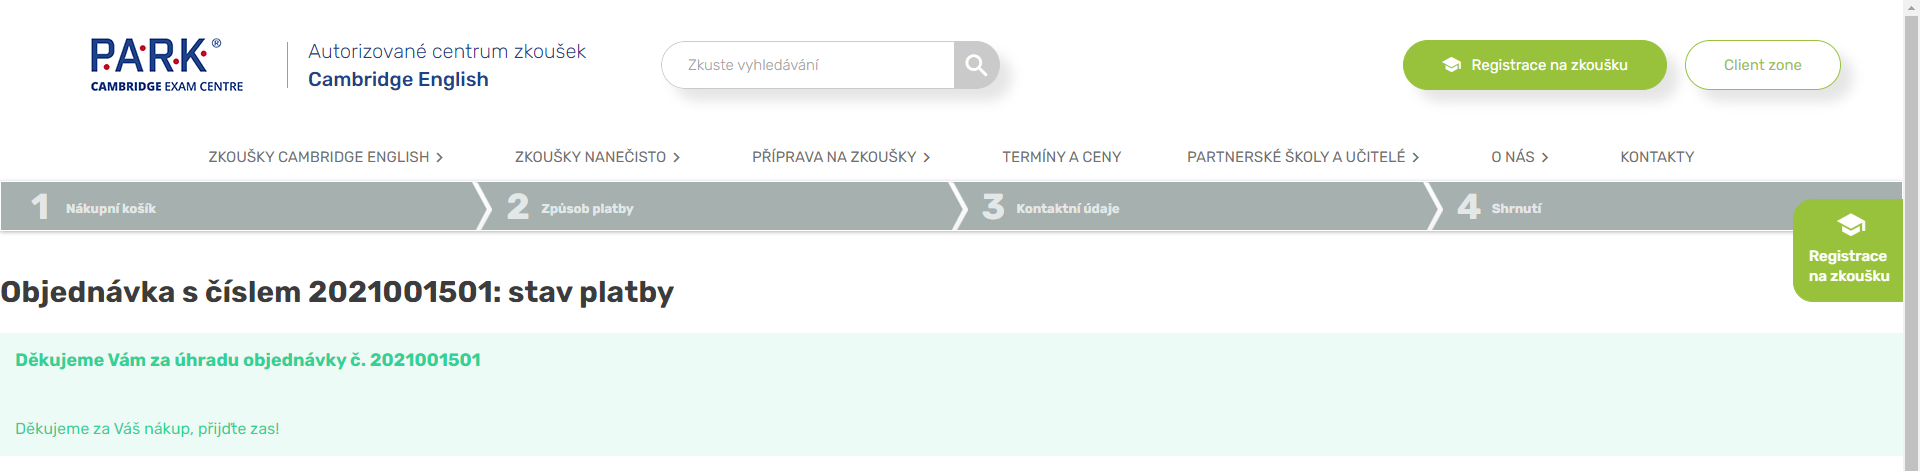 PARK®
CAMBRIDGE EXAM CENTRE
Autorizované centrum zkoušek
Cambridge English
Zkuste vyhledávání
Registrace na zkoušku
Client zone
ZKOUŠKY CAMBRIDGE ENGLISH
ZKOUŠKY NANEČISTO
PŘÍPRAVA NA ZKOUŠKY
TERMÍNY A CENY
PARTNERSKÉ ŠKOLY A UČITELÉ
O NÁS
KONTAKTY
1 Nákupní košík
2 Způsob platby
3 Kontaktní údaje
4 Shrnutí
Registrace
na zkoušku
Objednávka s číslem 2021001501: stav platby
Děkujeme Vám za úhradu objednávky č. 2021001501
Děkujeme za Váš nákup, přijďte zas!